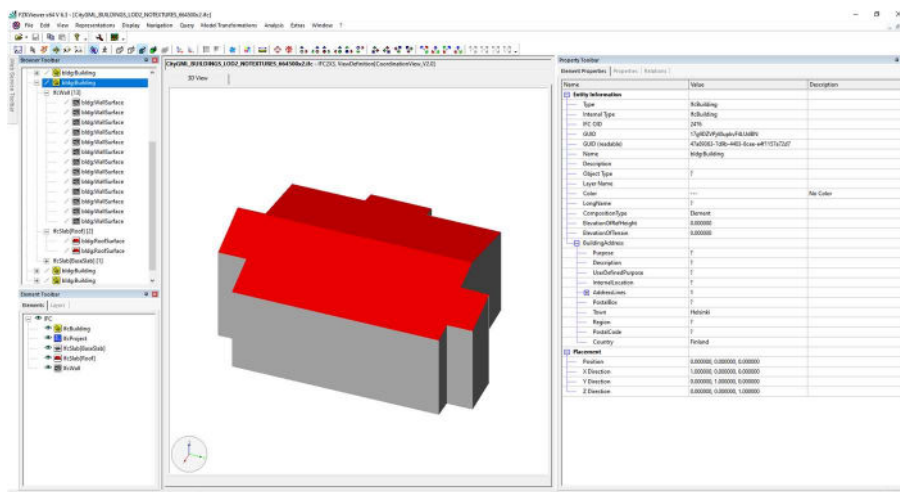 FZKViewer x64 V 6.3 - [CityGML_BUILDINGS_LOD2_NOTEXTURES_664500x2.ifc]
File Edit View Representations Display Navigation Query Model Transformations Analysis Extras Window ?
Browser Toolbar
bldg:Building
bldg:Building
IfcWall [13]
bldg:WallSurface
bldg:WallSurface
bldg:WallSurface
bldg:WallSurface
bldg:WallSurface
bldg:WallSurface
bldg:WallSurface
bldg:WallSurface
bldg:WallSurface
bldg:WallSurface
bldg:WallSurface
bldg:WallSurface
bldg:WallSurface
IfcSlab(Roof) [2]
bldg:RoofSurface
bldg:RoofSurface
IfcSlab(BaseSlab) [1]
bldg:Building
bldg:Building
Element Toolbar
Elements Layers
IFC
IfcBuilding
IfcProject
IfcSlab(BaseSlab)
IfcSlab(Roof)
IfcWall
CityGML_BUILDINGS_LOD2_NOTEXTURES_664500x2.ifc - IFC2X3, ViewDefinition[CoordinationView_V2.0]
3D View
Property Toolbar
Element Properties Properties Relations
Name Value Description
Entity Information
Type IfcBuilding
Internal Type IfcBuilding
IFC OID 2416
GUID
GUID (readable)
Name bldg:Building
Description
Object Type ?
Layer Name
Color --- No Color
LongName ?
CompositionType Element
ElevationOfRefHeight 0.000000
ElevationOfTerrain 0.000000
BuildingAddress
Purpose ?
Description ?
UserDefinedPurpose ?
InternalLocation ?
AddressLines
PostalBox ?
Town Helsinki
Region ?
PostalCode ?
Country Finland
Placement
Position 0.000000, 0.000000, 0.000000
X Direction 1.000000, 0.000000, 0.000000
Y Direction 0.000000, 1.000000, 0.000000
Z Direction 0.000000, 0.000000, 1.000000